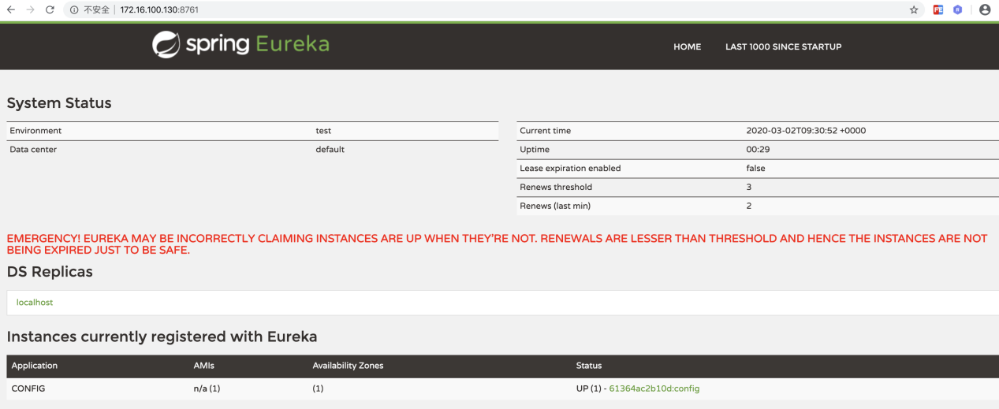 不安全 172.16.100.130:8761
spring Eureka
HOME LAST 1000 SINCE STARTUP
System Status
Environment test
Data center default
Current time 2020-03-02T09:30:52 +0000
Uptime 00:29
Lease expiration enabled false
Renews threshold 3
Renews (last min) 2
EMERGENCY! EUREKA MAY BE INCORRECTLY CLAIMING INSTANCES ARE UP WHEN THEY'RE NOT. RENEWALS ARE LESSER THAN THRESHOLD AND HENCE THE INSTANCES ARE NOT
BEING EXPIRED JUST TO BE SAFE.
DS Replicas
localhost
Instances currently registered with Eureka
Application AMIs Availability Zones Status
CONFIG n/a (1) (1) UP (1) - 61364ac2b10d:config